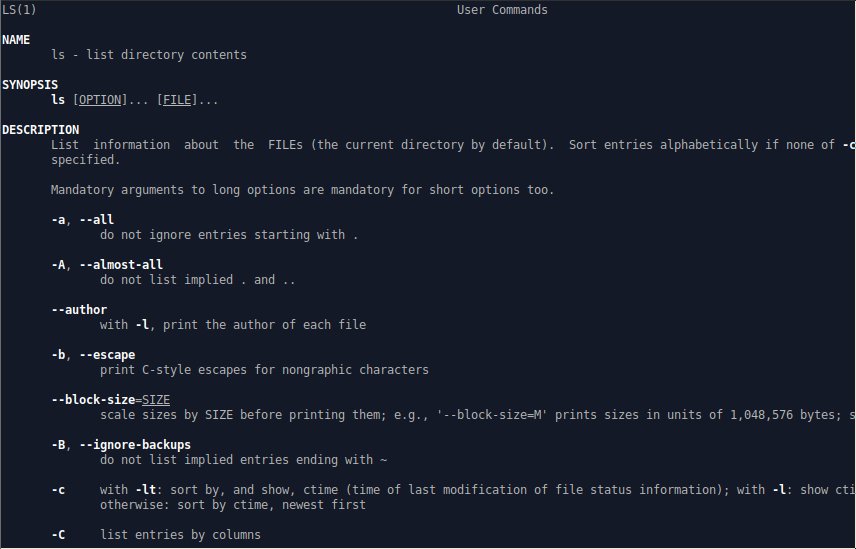 LS(1) User Commands
NAME
ls - list directory contents
SYNOPSIS
ls [OPTION]... [FILE]...
DESCRIPTION
List information about the FILEs (the current directory by default). Sort entries alphabetically if none of -c
specified.
Mandatory arguments to long options are mandatory for short options too.
-a, --all
do not ignore entries starting with .
-A, --almost-all
do not list implied . and ..
--author
with -l, print the author of each file
-b, --escape
print C-style escapes for nongraphic characters
--block-size=SIZE
scale sizes by SIZE before printing them; e.g., '--block-size=M' prints sizes in units of 1,048,576 bytes; s
-B, --ignore-backups
do not list implied entries ending with ~
-c with -lt: sort by, and show, ctime (time of last modification of file status information); with -l: show cti
otherwise: sort by ctime, newest first
-C list entries by columns